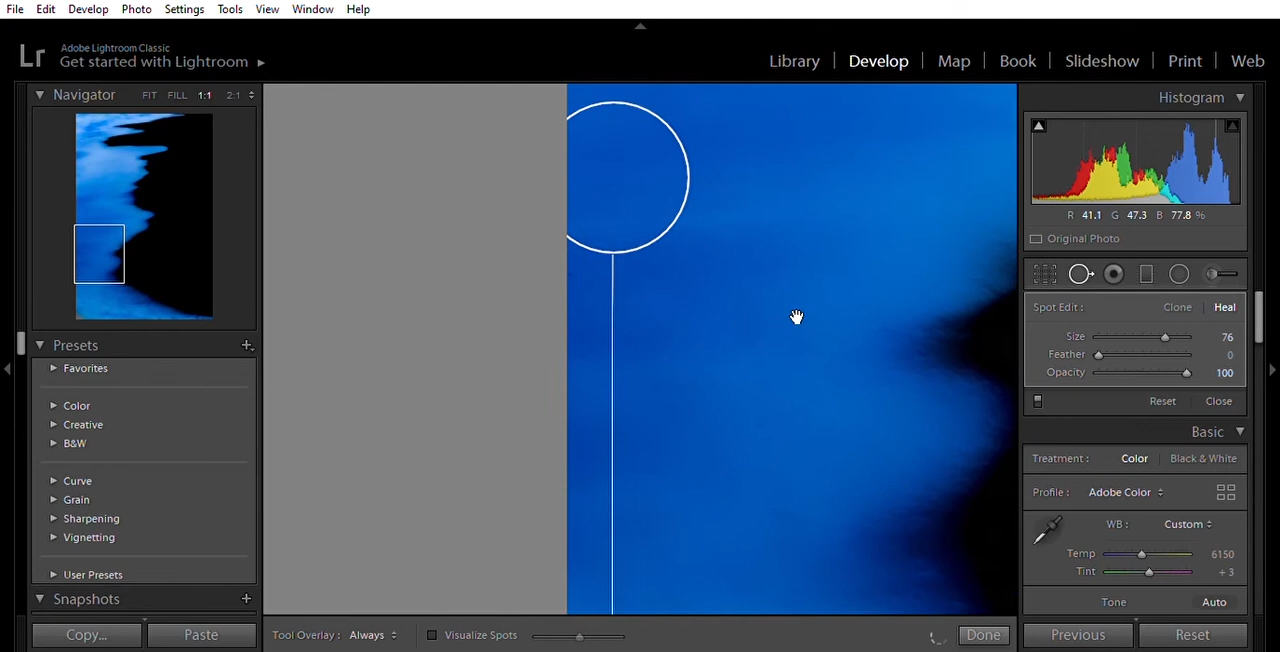 File Edit Develop Photo Settings Tools View Window Help
Lr Adobe Lightroom Classic
Get started with Lightroom
Library Develop Map Book Slideshow Print Web
Navigator FIT FILL 1:1 2:1
Histogram
R 41.1 G 47.3 B 77.8 %
Original Photo
Spot Edit : Clone Heal
Size 76
Feather 0
Opacity 100
Reset Close
Presets
Favorites
Color
Creative
B&W
Curve
Grain
Sharpening
Vignetting
User Presets
Snapshots
Copy... Paste
Basic
Treatment : Color Black & White
Profile : Adobe Color
WB : Custom
Temp 6150
Tint + 3
Tone Auto
Tool Overlay : Always Visualize Spots Done
Previous Reset